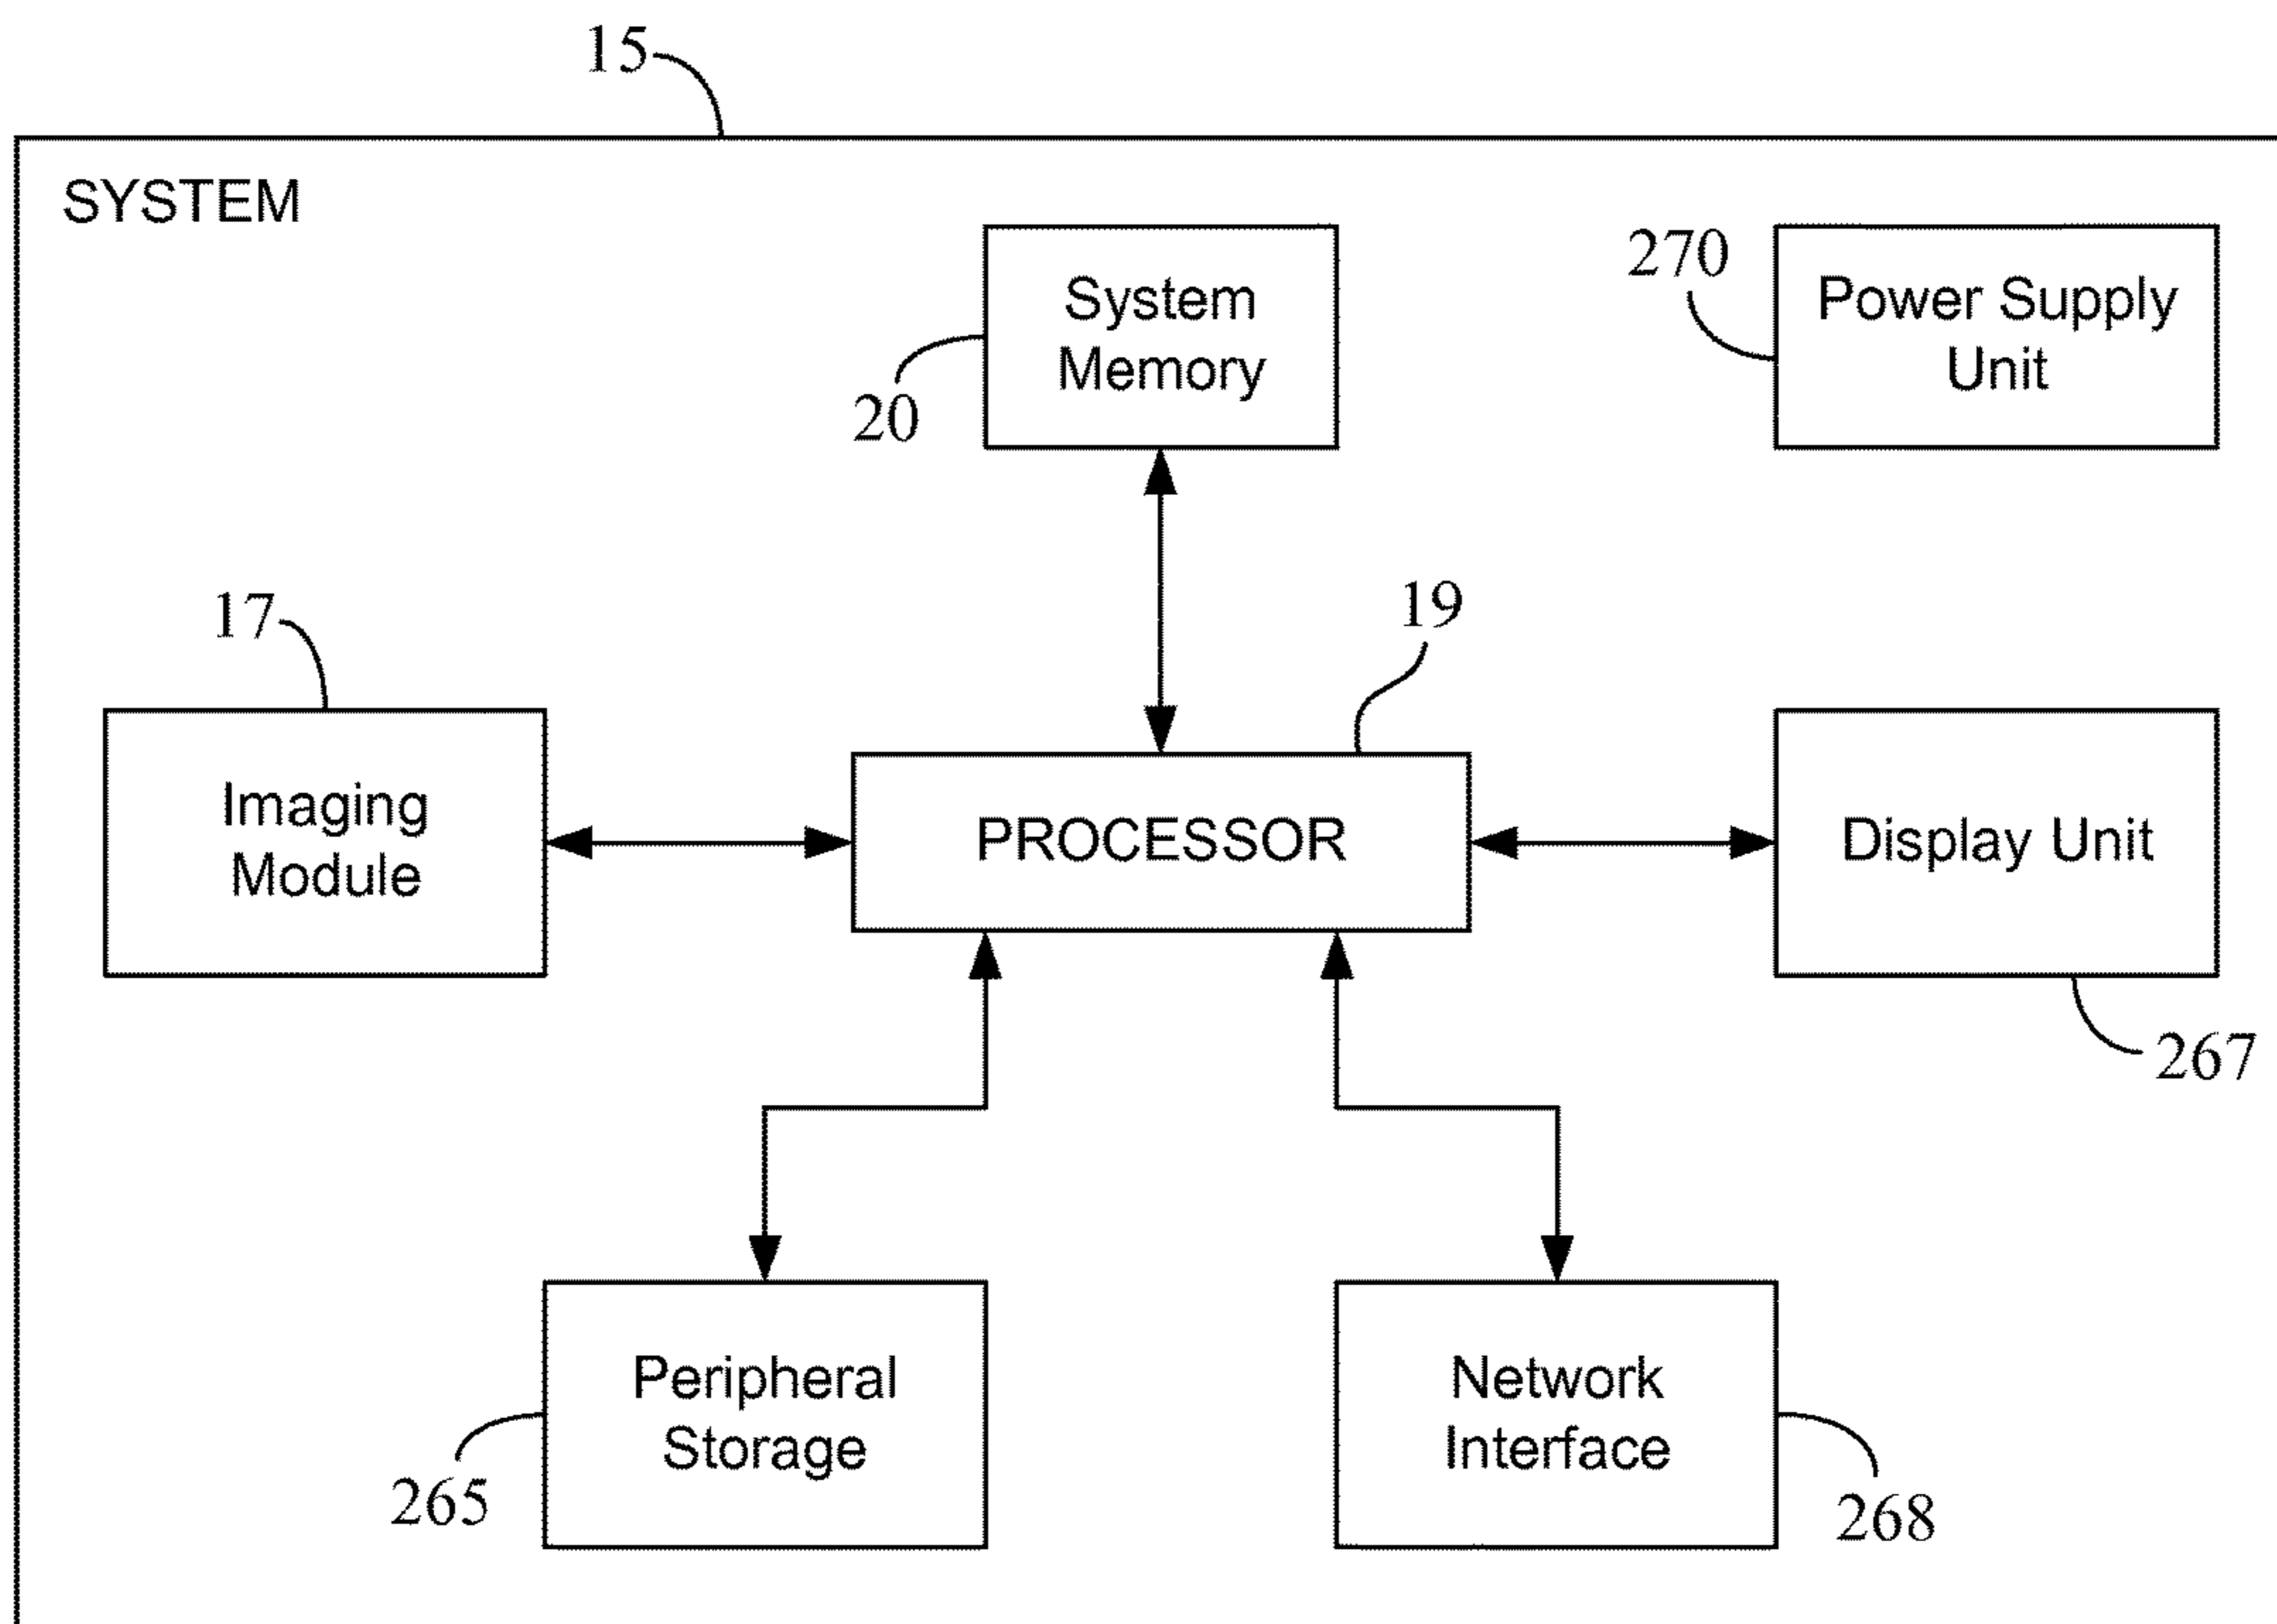 15
SYSTEM
System
Memory
20
270
Power Supply
Unit
17
19
Imaging
Module
PROCESSOR
Display Unit
267
Peripheral
Storage
265
Network
Interface
268